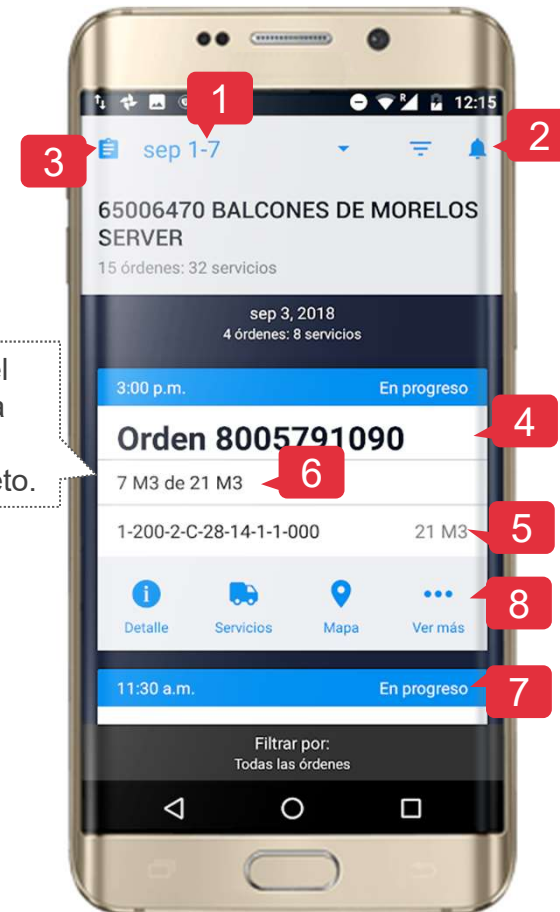 12:15
1
2
3
sep 1-7
65006470 BALCONES DE MORELOS
SERVER
15 órdenes: 32 servicios
sep 3, 2018
4 órdenes: 8 servicios
3:00 p.m. En progreso
Orden 8005791090
4
7 M3 de 21 M3
6
1-200-2-C-28-14-1-1-000 21 M3
5
Detalle Servicios Mapa Ver más
8
11:30 a.m. En progreso
7
Filtrar por:
Todas las órdenes
el
a
eto.